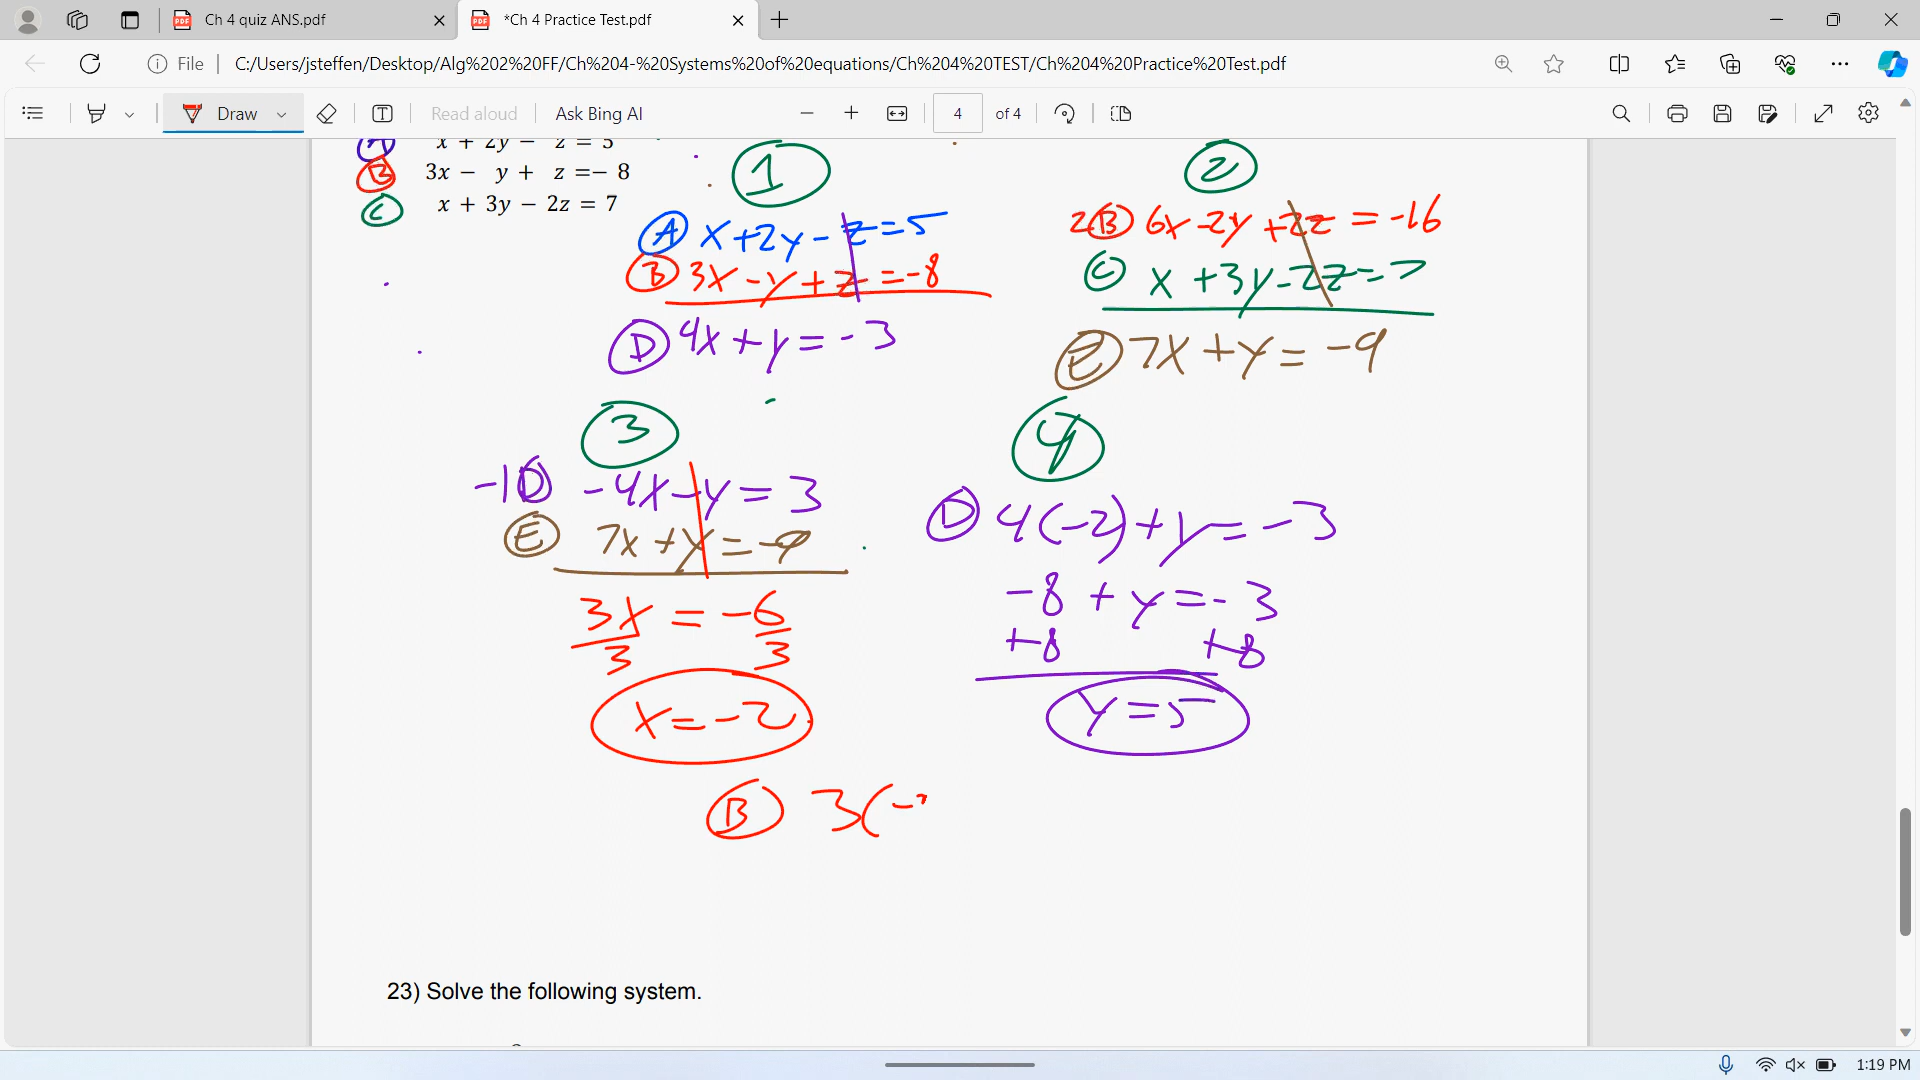 Ch 4 quiz ANS.pdf
*Ch 4 Practice Test.pdf
File
C:/Users/jsteffen/Desktop/Alg%202%20FF/Ch%204-%20Systems%20of%20equations/Ch%204%20TEST/Ch%204%20Practice%20Test.pdf
Draw
Read aloud
Ask Bing AI
4 of 4
A x + 2y − z = 5
B 3x − y + z =− 8
C x + 3y − 2z = 7
1
A x+2y-z=5
B 3x-y+z=-8
D 4x+y=-3
2
2B 6x-2y+2z=-16
C x+3y-2z=7
E 7x+y=-9
3
-1D -4x-y=3
E 7x+y=-9
3x=-6
3 3
x=-2
4
D 4(-2)+y=-3
-8+y=-3
+8 +8
y=5
B 3(-
23) Solve the following system.
1:19 PM